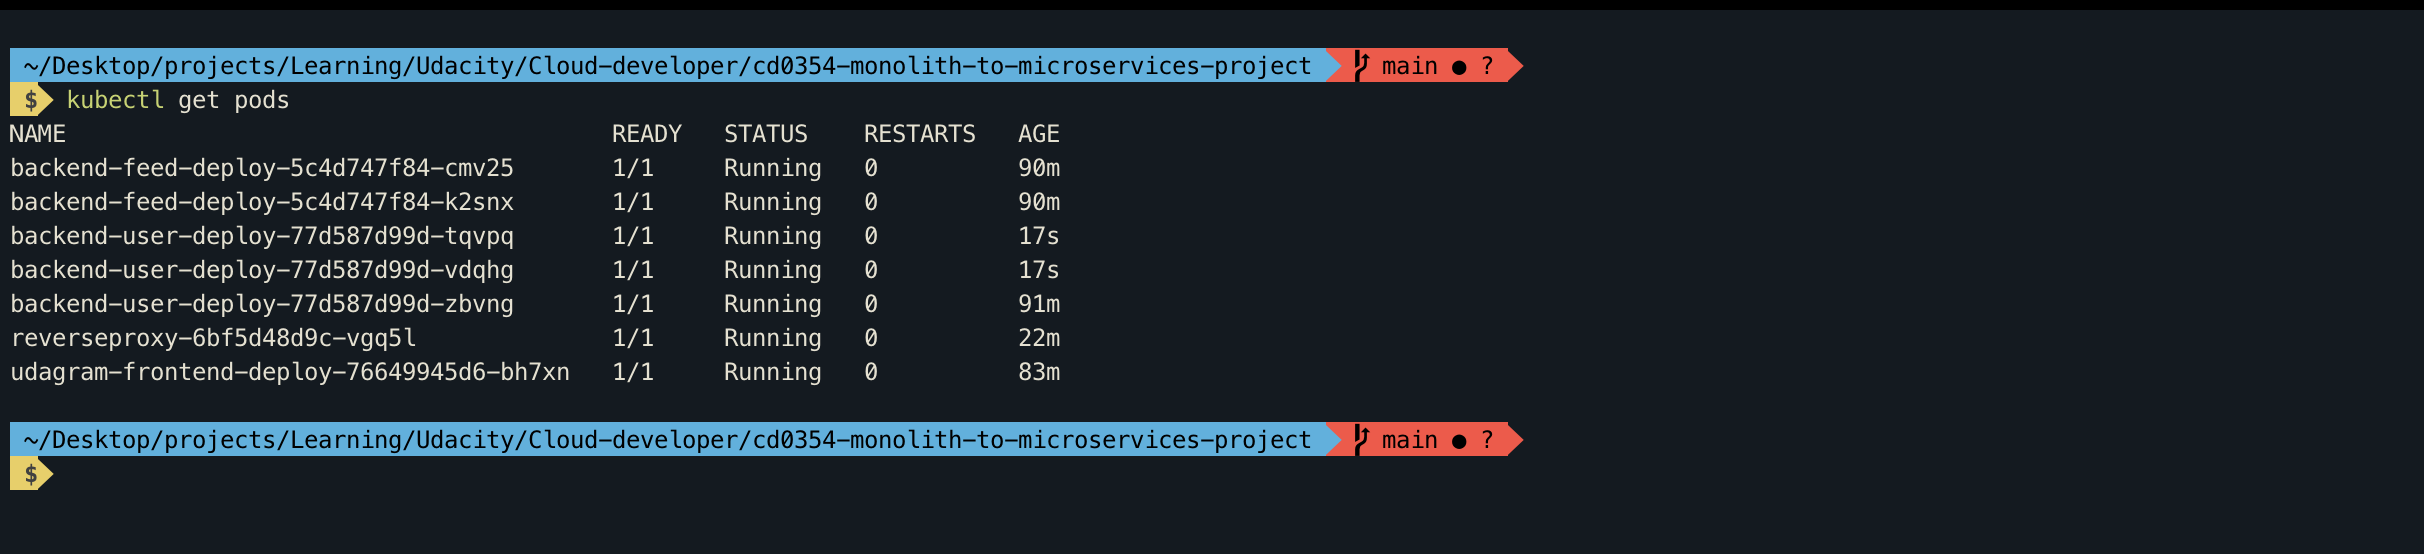 ~/Desktop/projects/Learning/Udacity/Cloud-developer/cd0354-monolith-to-microservices-project main ● ?
$ kubectl get pods
NAME READY STATUS RESTARTS AGE
backend-feed-deploy-5c4d747f84-cmv25 1/1 Running 0 90m
backend-feed-deploy-5c4d747f84-k2snx 1/1 Running 0 90m
backend-user-deploy-77d587d99d-tqvpq 1/1 Running 0 17s
backend-user-deploy-77d587d99d-vdqhg 1/1 Running 0 17s
backend-user-deploy-77d587d99d-zbvng 1/1 Running 0 91m
reverseproxy-6bf5d48d9c-vgq5l 1/1 Running 0 22m
udagram-frontend-deploy-76649945d6-bh7xn 1/1 Running 0 83m
~/Desktop/projects/Learning/Udacity/Cloud-developer/cd0354-monolith-to-microservices-project main ● ?
$